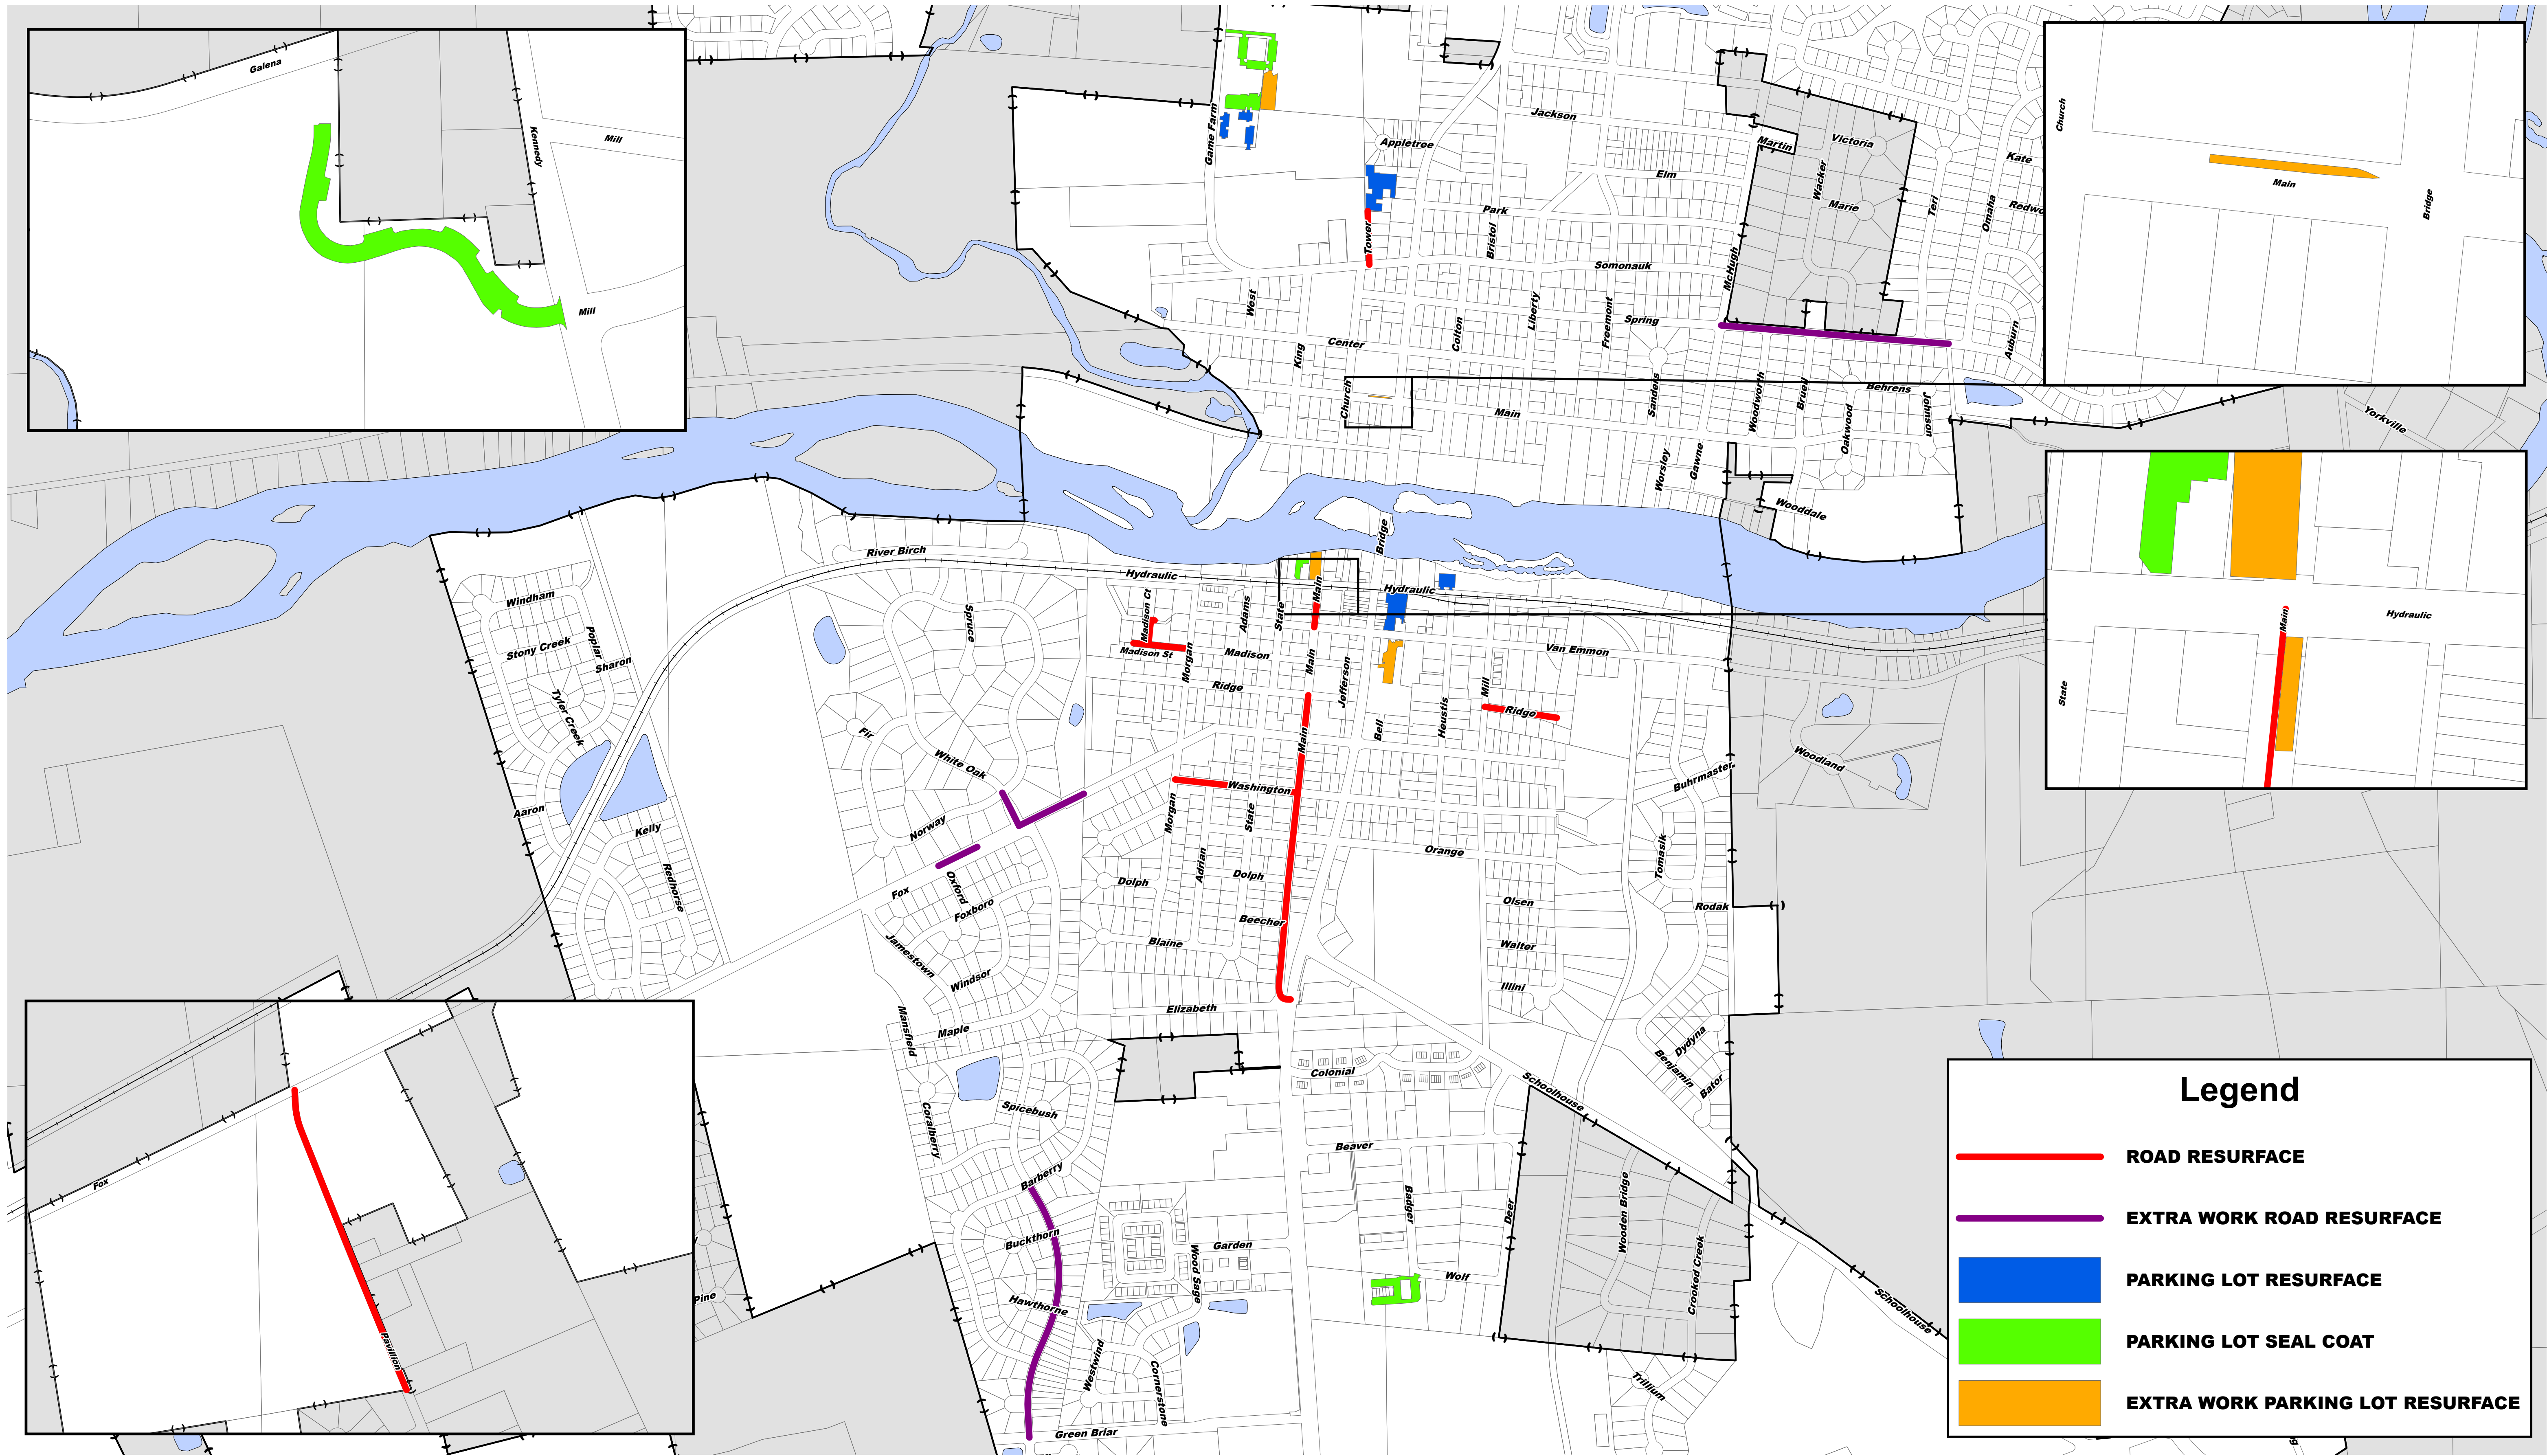 Galena
Kennedy
Mill
Mill
Game Farm
Appletree
Jackson
Martin
Victoria
Wacker
Marie
Elm
Park
Tower
Bristol
Somonauk
McHugh
Teri
Omaha
Kate
Auburn
West
King
Center
Church
Colton
Liberty
Freemont
Spring
Main
Sanders
Woodworth
Bruell
Behrens
Oakwood
Johnson
Worsley
Gawne
Wooddale
Church
Main
Bridge
Yorkville
River Birch
Hydraulic
Bridge
Hydraulic
Windham
Stony Creek
Poplar
Sharon
Tyler Creek
Aaron
Kelly
Redhorse
Spruce
Fir
White Oak
Norway
Fox
Oxford
Foxboro
Jamestown
Windsor
Mansfield
Maple
Madison Ct
Madison St
Morgan
Adams
State
Main
Madison
Main
Ridge
Jefferson
Bell
Heustis
Mill
Ridge
Van Emmon
Main
Washington
Morgan
State
Adrian
Dolph
Dolph
Beecher
Blaine
Elizabeth
Orange
Olsen
Walter
Illini
Buhrmaster
Tomasik
Rodak
Dydyna
Benjamin
Bator
Woodland
State
Main
Hydraulic
Colonial
Schoolhouse
Coralberry
Spicebush
Barberry
Buckthorn
Hawthorne
Wood Sage
Garden
Westwind
Cornerstone
Green Briar
Beaver
Badger
Deer
Wolf
Wooden Bridge
Crooked Creek
Trillium
Schoolhouse
Fox
Pavillion
Pine
Legend
ROAD RESURFACE
EXTRA WORK ROAD RESURFACE
PARKING LOT RESURFACE
PARKING LOT SEAL COAT
EXTRA WORK PARKING LOT RESURFACE